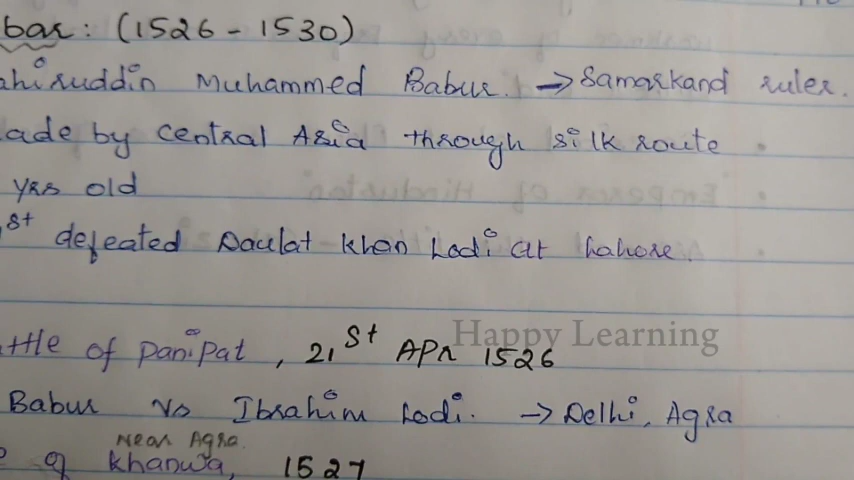 bar: (1526 - 1530)
ahiruddin Muhammed Babur. → Samarkand ruler.
ade by central Asia through silk route
yrs old
st defeated Daulat khan Lodi at Lahore.
Happy Learning
ttle of panipat, 21st APR 1526
Babur Vs Ibrahim Lodi. → Delhi, Agra
Near Agra.
of khanwa, 1527